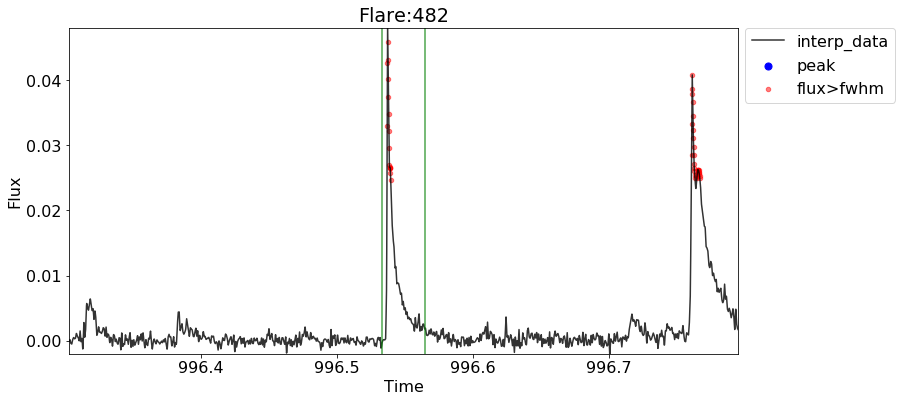 Flare:482
interp_data
peak
flux>fwhm
0.04
0.03
0.02
0.01
0.00
Flux
996.4 996.5 996.6 996.7
Time